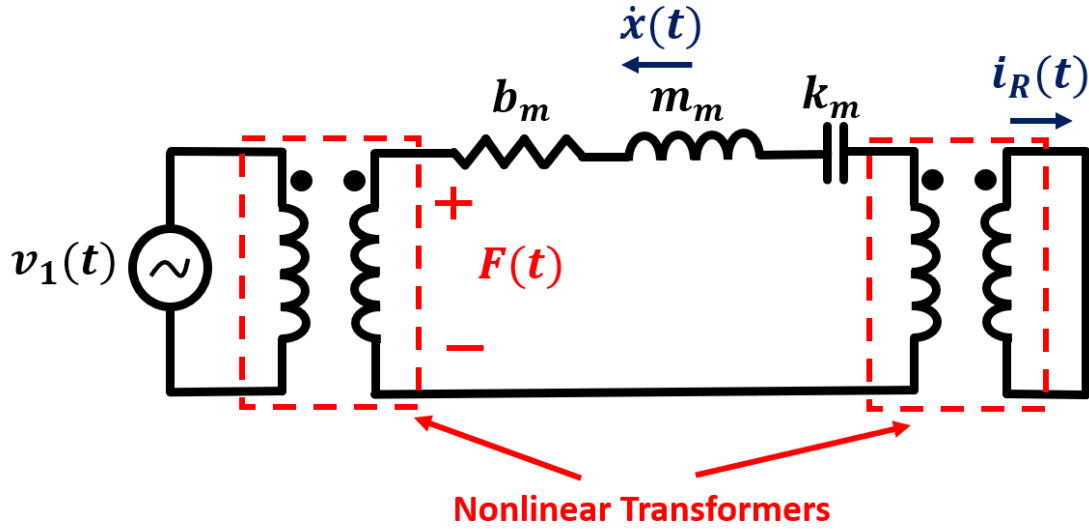 ẋ(t)
b_m
m_m
k_m
i_R(t)
v_1(t)
+
F(t)
−
Nonlinear Transformers